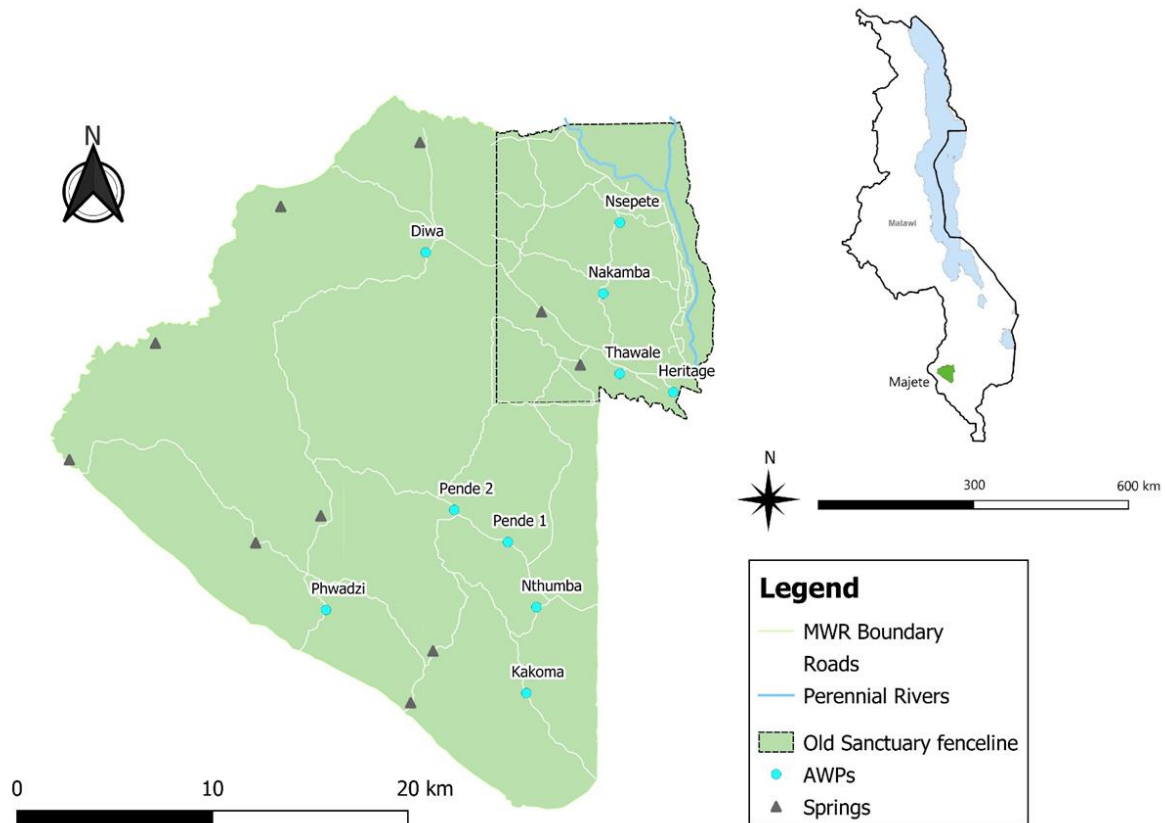 N
Nsepete
Diwa
Nakamba
Thawale
Heritage
Pende 2
Pende 1
Nthumba
Phwadzi
Kakoma
0 10 20 km
Malawi
Majete
N
300 600 km
Legend
MWR Boundary
Roads
Perennial Rivers
Old Sanctuary fenceline
AWPs
Springs